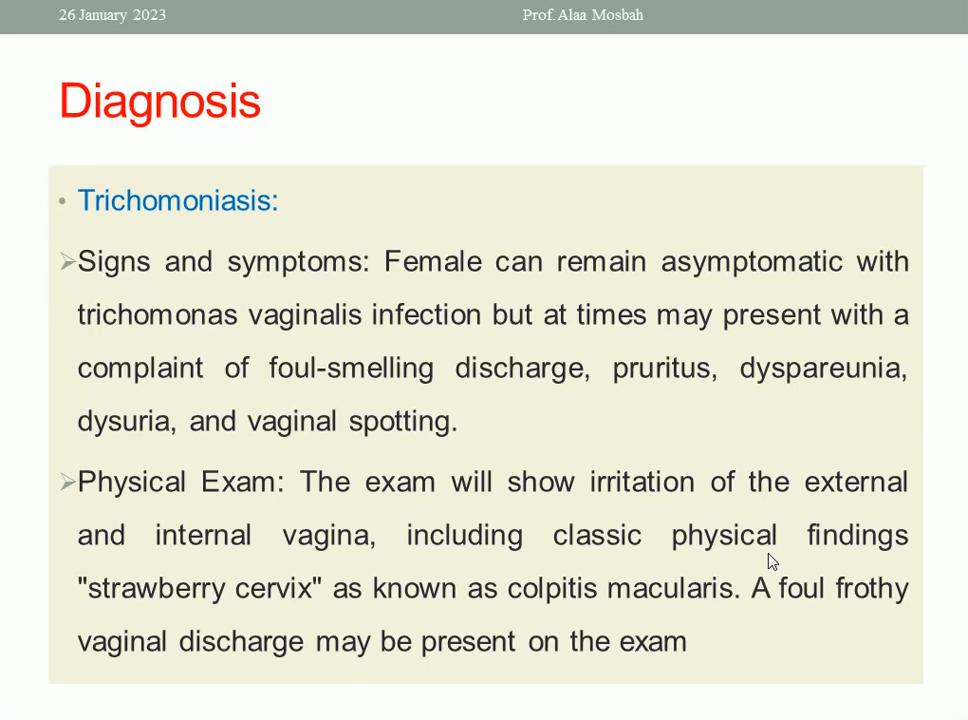 26 January 2023 Prof. Alaa Mosbah
Diagnosis
• Trichomoniasis:
➢Signs and symptoms: Female can remain asymptomatic with
trichomonas vaginalis infection but at times may present with a
complaint of foul-smelling discharge, pruritus, dyspareunia,
dysuria, and vaginal spotting.
➢Physical Exam: The exam will show irritation of the external
and internal vagina, including classic physical findings
"strawberry cervix" as known as colpitis macularis. A foul frothy
vaginal discharge may be present on the exam